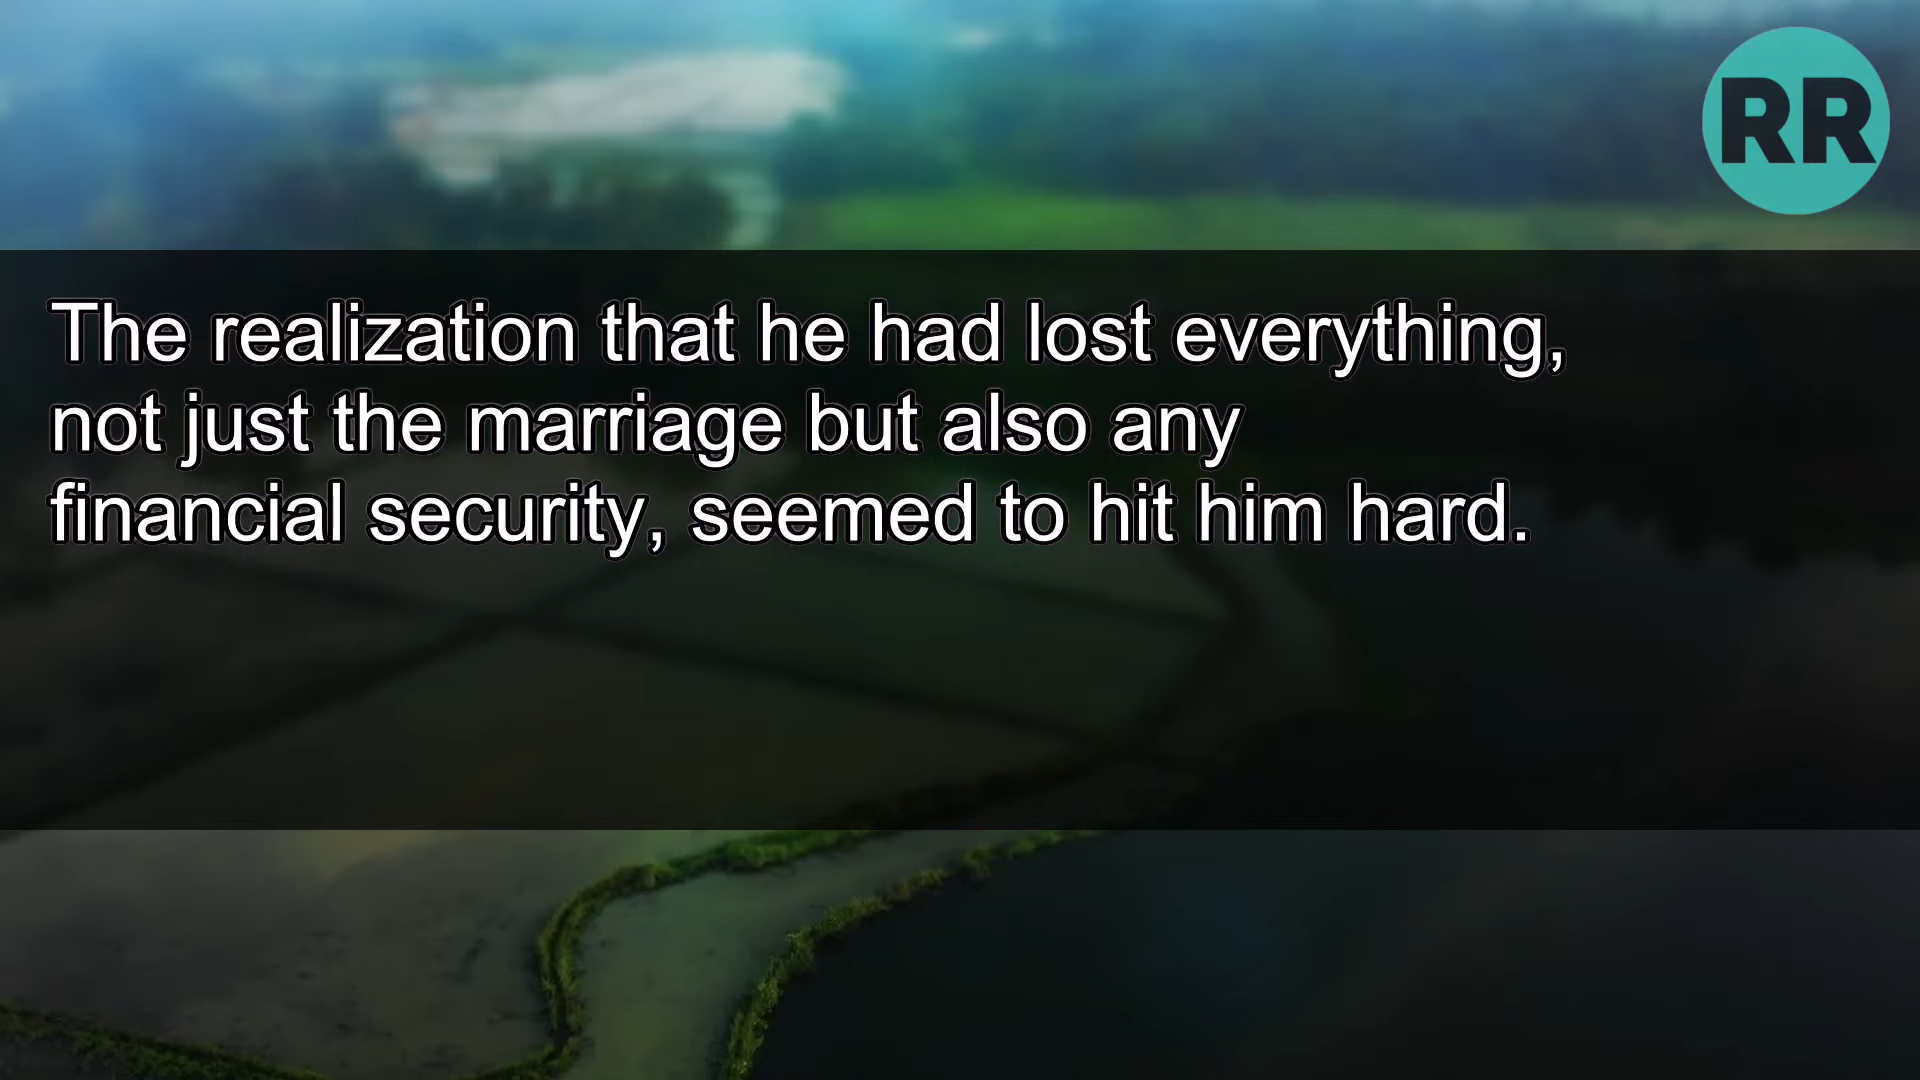 RR
The realization that he had lost everything,
not just the marriage but also any
financial security, seemed to hit him hard.